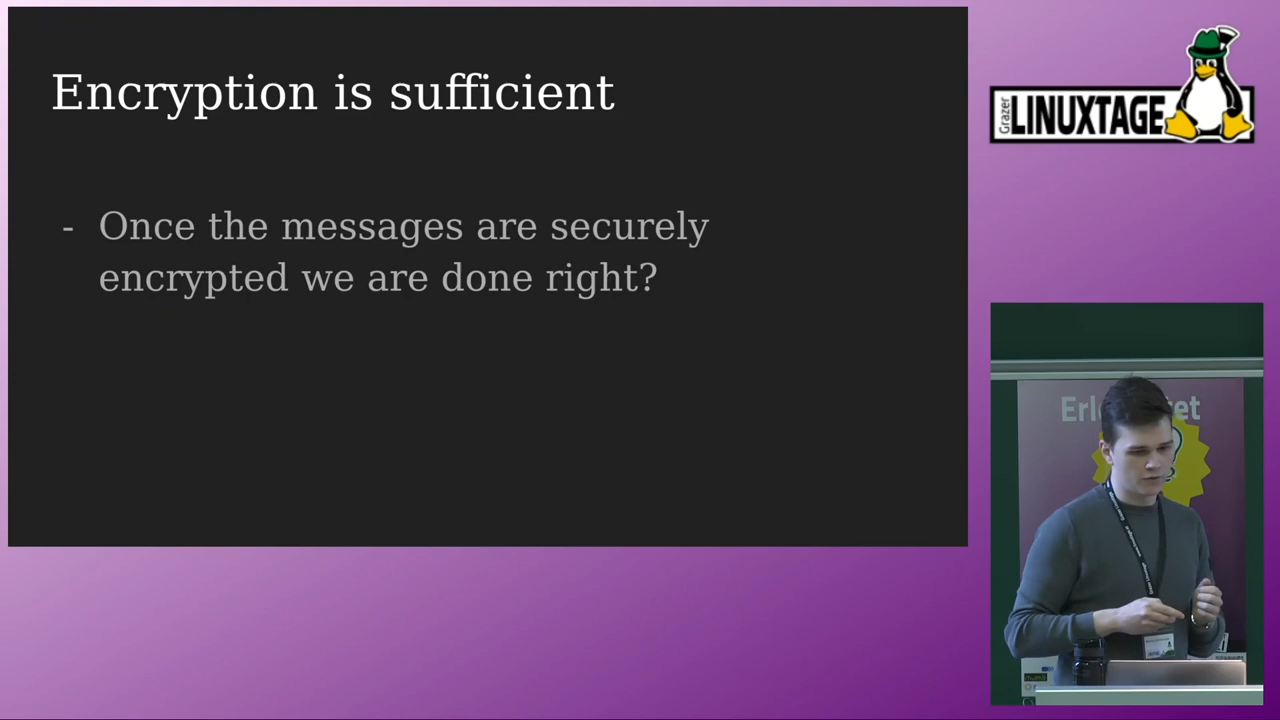 Encryption is sufficient
- Once the messages are securely
encrypted we are done right?
Grazer
LINUXTAGE